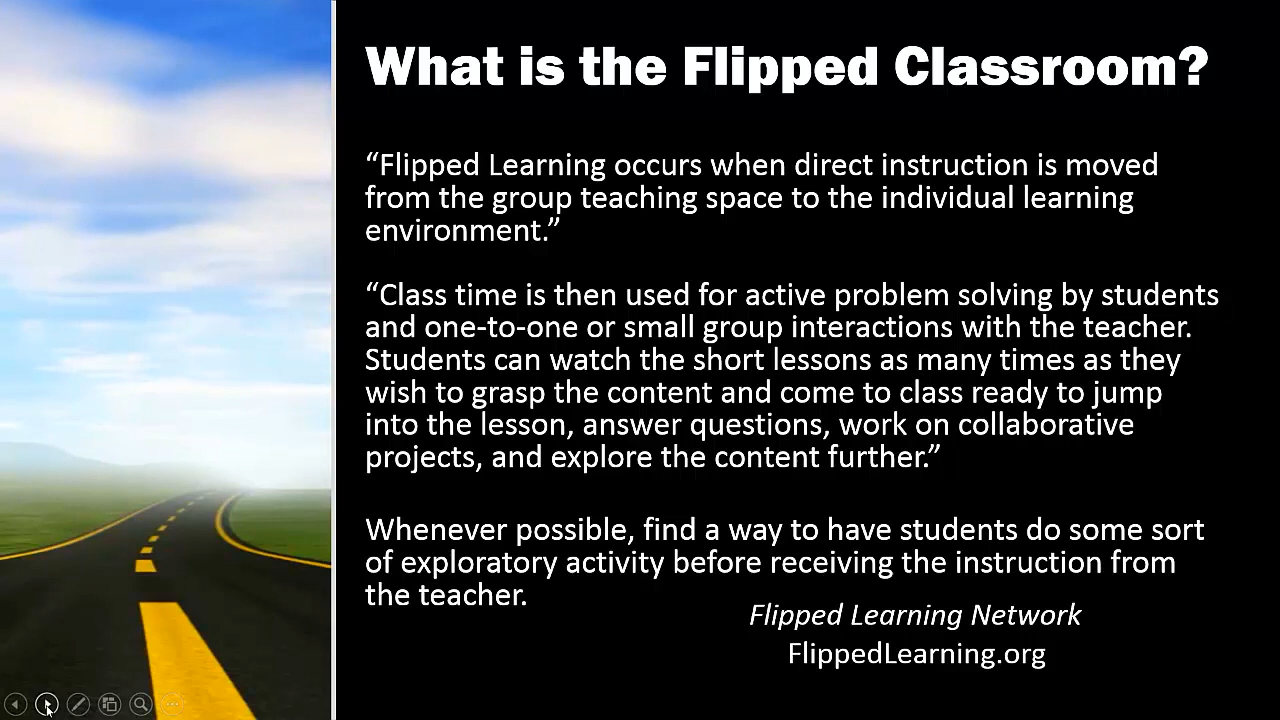 What is the Flipped Classroom?
“Flipped Learning occurs when direct instruction is moved
from the group teaching space to the individual learning
environment.”
“Class time is then used for active problem solving by students
and one-to-one or small group interactions with the teacher.
Students can watch the short lessons as many times as they
wish to grasp the content and come to class ready to jump
into the lesson, answer questions, work on collaborative
projects, and explore the content further.”
Whenever possible, find a way to have students do some sort
of exploratory activity before receiving the instruction from
the teacher.
Flipped Learning Network
FlippedLearning.org